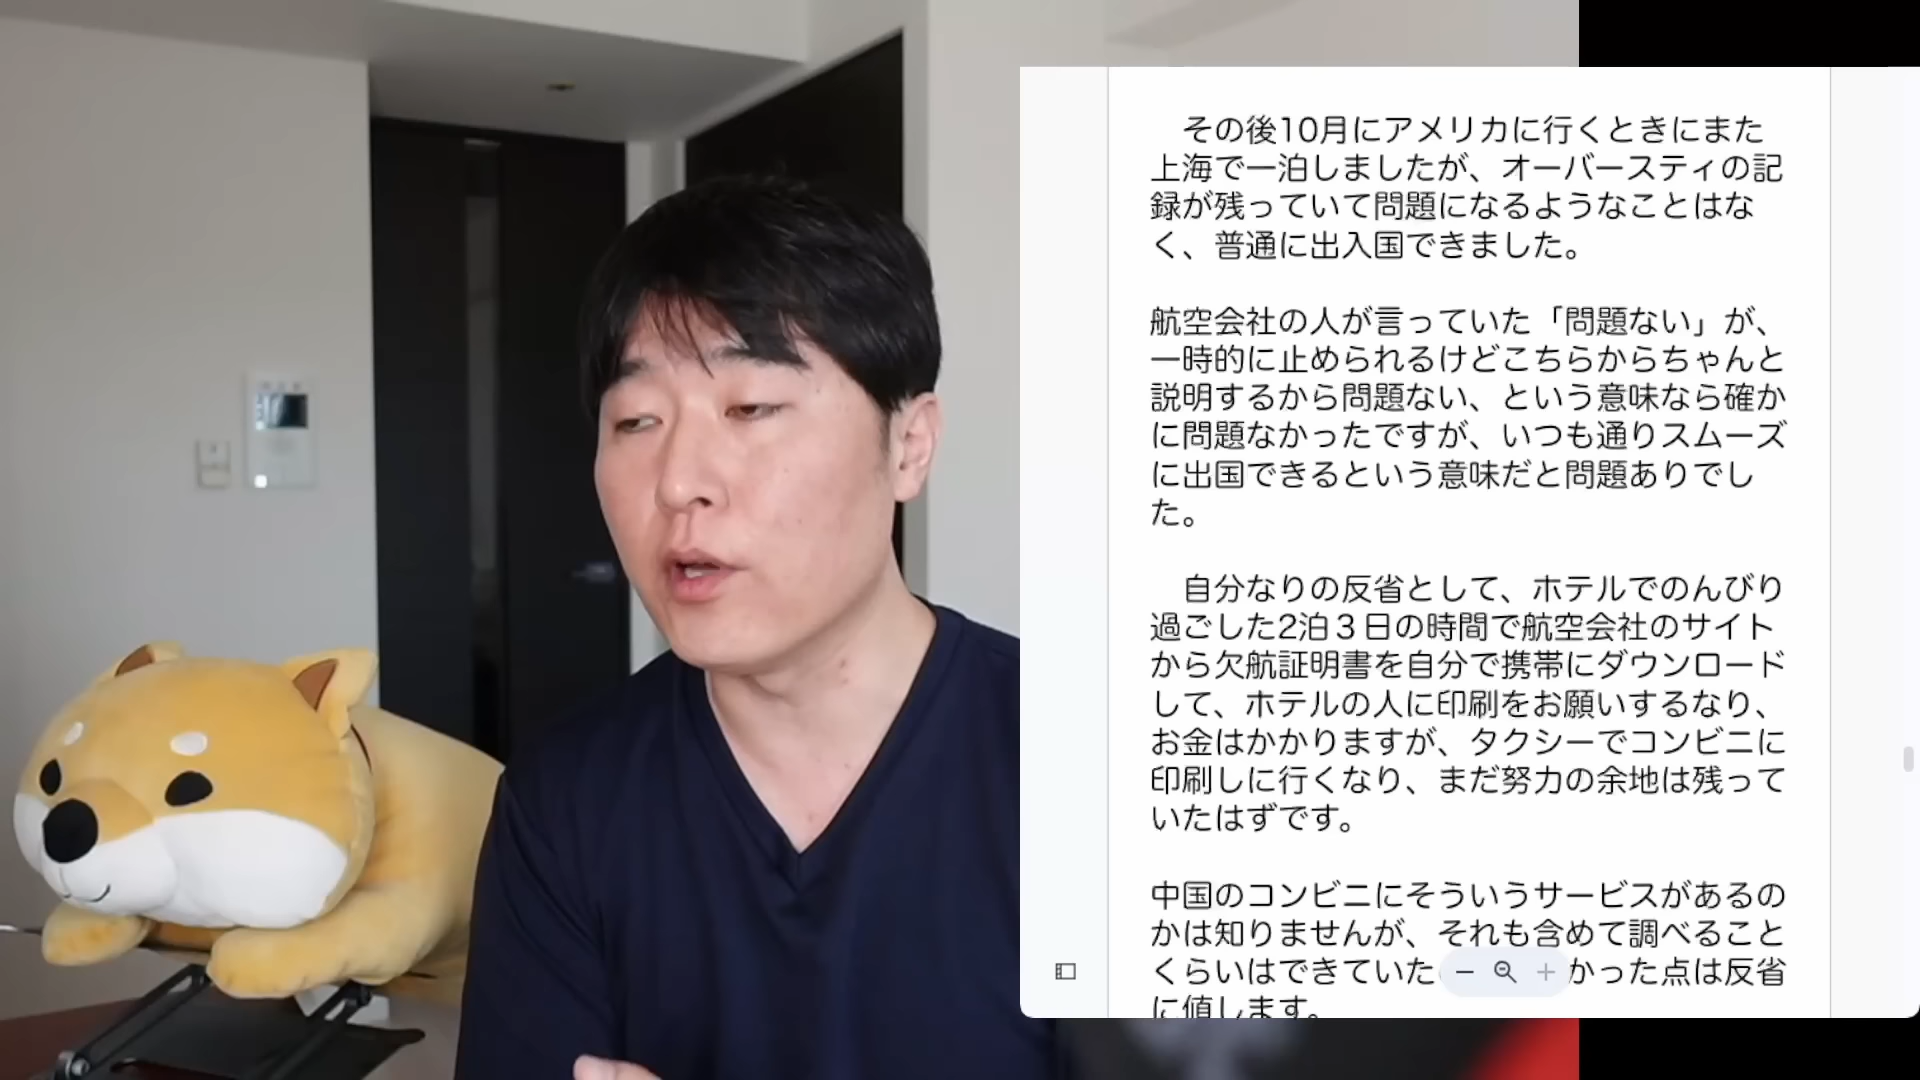 その後10月にアメリカに行くときにまた
上海で一泊しましたが、オーバースティの記
録が残っていて問題になるようなことはな
く、普通に出入国できました。
航空会社の人が言っていた「問題ない」が、
一時的に止められるけどこちらからちゃんと
説明するから問題ない、という意味なら確か
に問題なかったですが、いつも通りスムーズ
に出国できるという意味だと問題ありでし
た。
自分なりの反省として、ホテルでのんびり
過ごした2泊３日の時間で航空会社のサイト
から欠航証明書を自分で携帯にダウンロード
して、ホテルの人に印刷をお願いするなり、
お金はかかりますが、タクシーでコンビニに
印刷しに行くなり、まだ努力の余地は残って
いたはずです。
中国のコンビニにそういうサービスがあるの
かは知りませんが、それも含めて調べること
くらいはできていた かった点は反省
に値します。